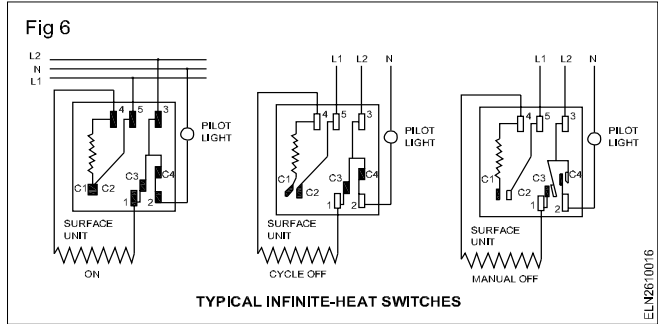 Fig 6
L2
N
L1
4 5 3
PILOT
LIGHT
C1 C2 C3 C4
1 2
SURFACE
UNIT
ON
L1 L2 N
4 5 3
PILOT
LIGHT
C1 C2 C3 C4
1 2
SURFACE
UNIT
CYCLE OFF
L1 L2 N
4 5 3
PILOT
LIGHT
C1 C2 C3 C4
1 2
SURFACE
UNIT
MANUAL OFF
TYPICAL INFINITE-HEAT SWITCHES
ELN2610016